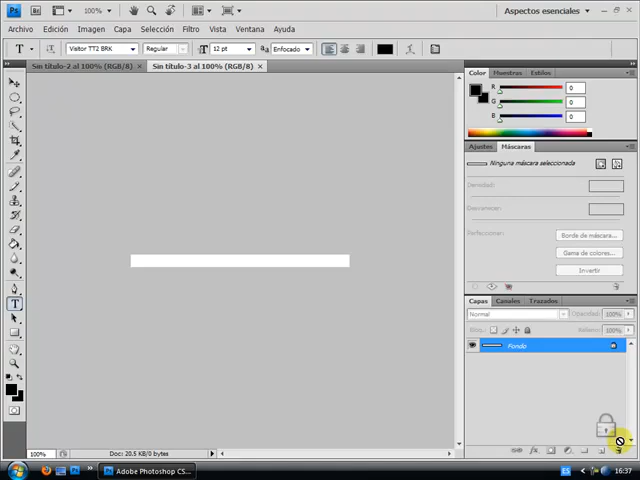 Ps Br 100% Aspectos esenciales
Archivo Edición Imagen Capa Selección Filtro Vista Ventana Ayuda
T Visitor TT2 BRK Regular 12 pt aa Enfocado
Sin título-2 al 100% (RGB/8) × Sin título-3 al 100% (RGB/8) ×
Color Muestras Estilos
R 0
G 0
B 0
Ajustes Máscaras
Ninguna máscara seleccionada
Densidad:
Desvanecer:
Perfeccionar:
Borde de máscara...
Gama de colores...
Invertir
Capas Canales Trazados
Normal Opacidad: 100%
Bloq.: Relleno: 100%
Fondo
100% Doc: 20.5 KB/0 bytes
Adobe Photoshop CS... ES 16:37